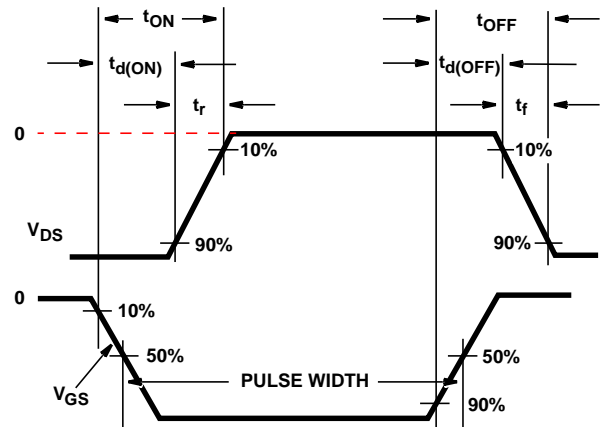 tON
tOFF
td(ON)
td(OFF)
tr
tf
0
10%
10%
VDS
90%
90%
0
10%
50%
50%
VGS
PULSE WIDTH
90%